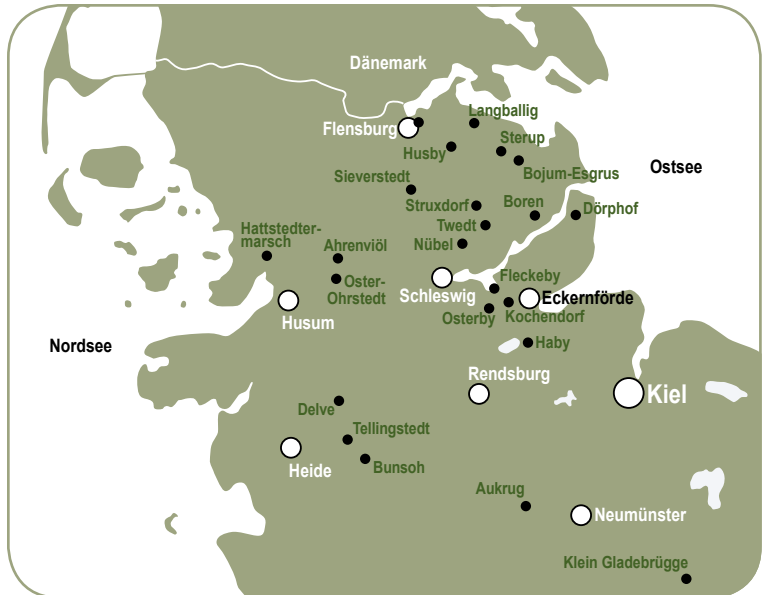 Dänemark
Langballig
Flensburg
Sterup
Husby
Bojum-Esgrus
Ostsee
Sieverstedt
Struxdorf
Boren
Dörphof
Twedt
Hattstedter-
marsch
Ahrenviöl
Nübel
Fleckeby
Oster-
Ohrstedt
Schleswig
Eckernförde
Husum
Osterby
Kochendorf
Nordsee
Haby
Rendsburg
Kiel
Delve
Tellingstedt
Heide
Bunsoh
Aukrug
Neumünster
Klein Gladebrügge